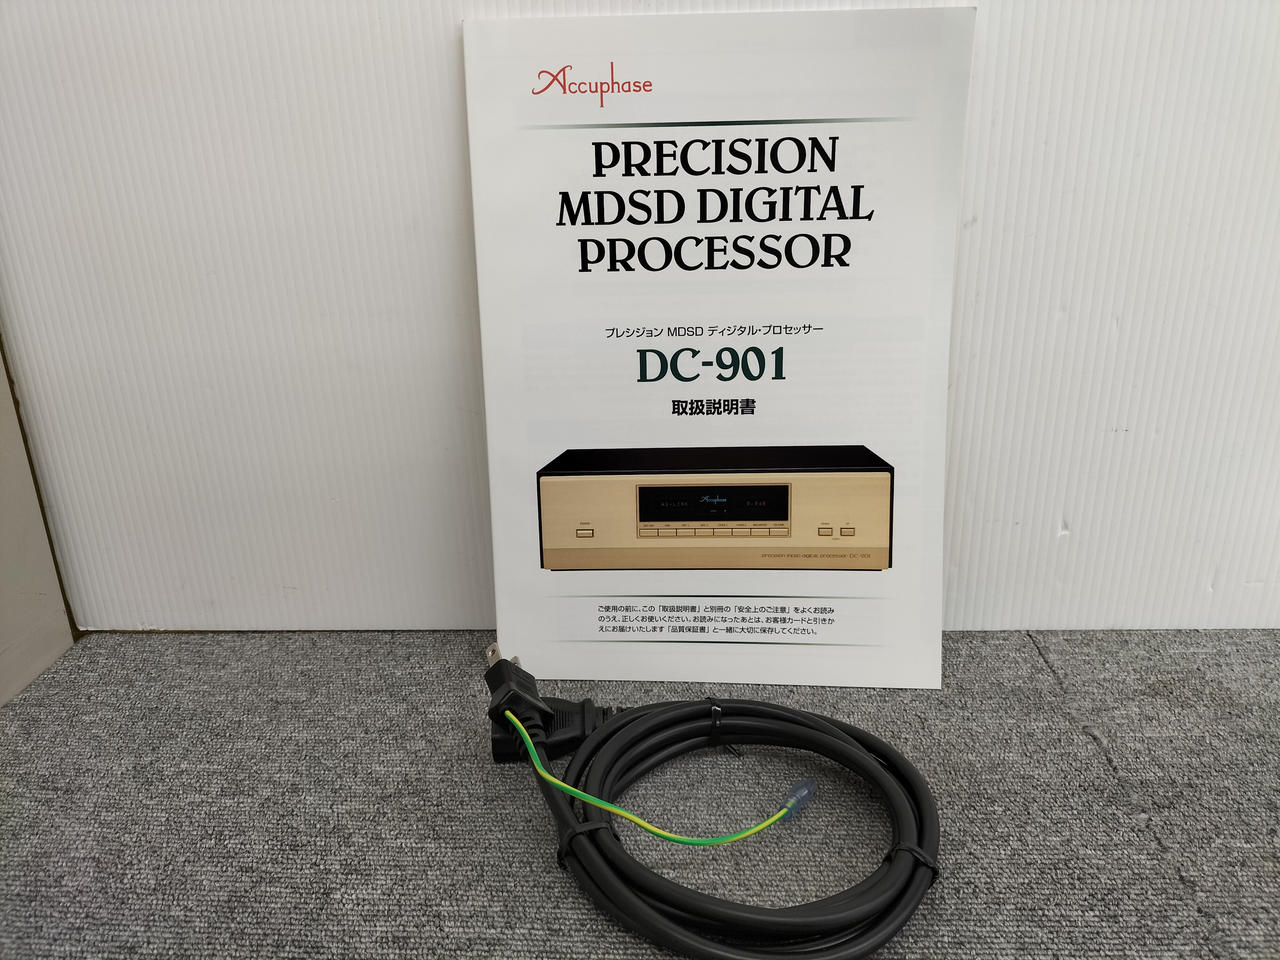 Accuphase
PRECISION
MDSD DIGITAL
PROCESSOR
プレシジョン MDSD ディジタル・プロセッサー
DC-901
取扱説明書
Accuphase
HS-LINK
precision mdsd digital processor DC-901
ご使用の前に、この「取扱説明書」と別冊の「安全上のご注意」をよくお読み
のうえ、正しくお使いください。お読みになったあとは、お客様カードと引きか
えにお届けいたします「品質保証書」と一緒に大切に保存してください。